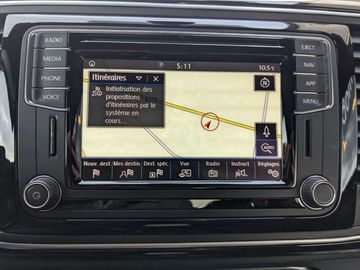 RADIO
MEDIA
PHONE
VOICE
EJECT
NAV
APP
MENU
5:11
10.5°C
Itinéraires
Initialisation des
propositions
d'itinéraires par le
système en
cours...
N
AUTO
Nouv. dest.
Mes destin.
Dest. spéc.
Vue
Radio
Instruct.
Réglages